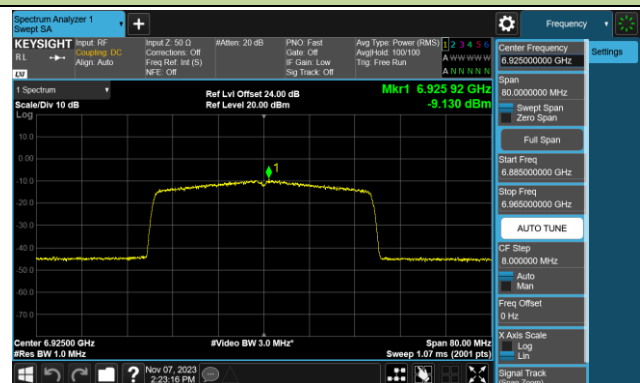 Spectrum Analyzer 1
Swept SA
Frequency
KEYSIGHT
Input: RF
Coupling: DC
Align: Auto
Input Z: 50 Ω
Corrections: Off
Freq Ref: Int (S)
NFE: Off
#Atten: 20 dB
PNO: Fast
Gate: Off
IF Gain: Low
Sig Track: Off
Avg Type: Power (RMS)
Avg|Hold: 100/100
Trig: Free Run
1 2 3 4 5 6
A W W W W W
A N N N N N
R L
LXI
Center Frequency
6.925000000 GHz
Settings
Span
80.0000000 MHz
Swept Span
Zero Span
Full Span
Start Freq
6.885000000 GHz
Stop Freq
6.965000000 GHz
AUTO TUNE
CF Step
8.000000 MHz
Auto
Man
Freq Offset
0 Hz
X Axis Scale
Log
Lin
Signal Track
(Span Zoom)
1 Spectrum
Scale/Div 10 dB
Log
Ref Lvl Offset 24.00 dB
Ref Level 20.00 dBm
Mkr1 6.925 92 GHz
-9.130 dBm
10.0
0.00
-10.0
-20.0
-30.0
-40.0
-50.0
-60.0
-70.0
1
Center 6.92500 GHz
#Res BW 1.0 MHz
#Video BW 3.0 MHz*
Span 80.00 MHz
Sweep 1.07 ms (2001 pts)
Nov 07, 2023
2:23:16 PM